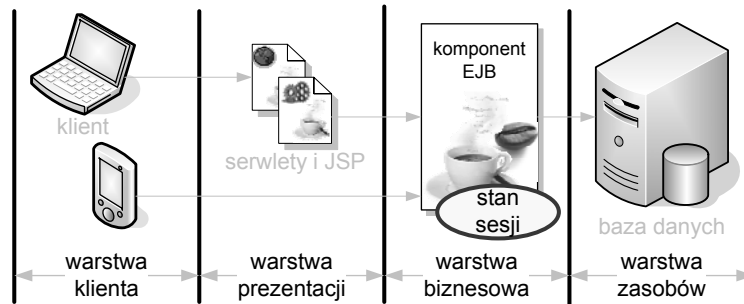 komponent
EJB
klient
serwlety i JSP
stan
sesji
baza danych
warstwa
klienta
warstwa
prezentacji
warstwa
biznesowa
warstwa
zasobów